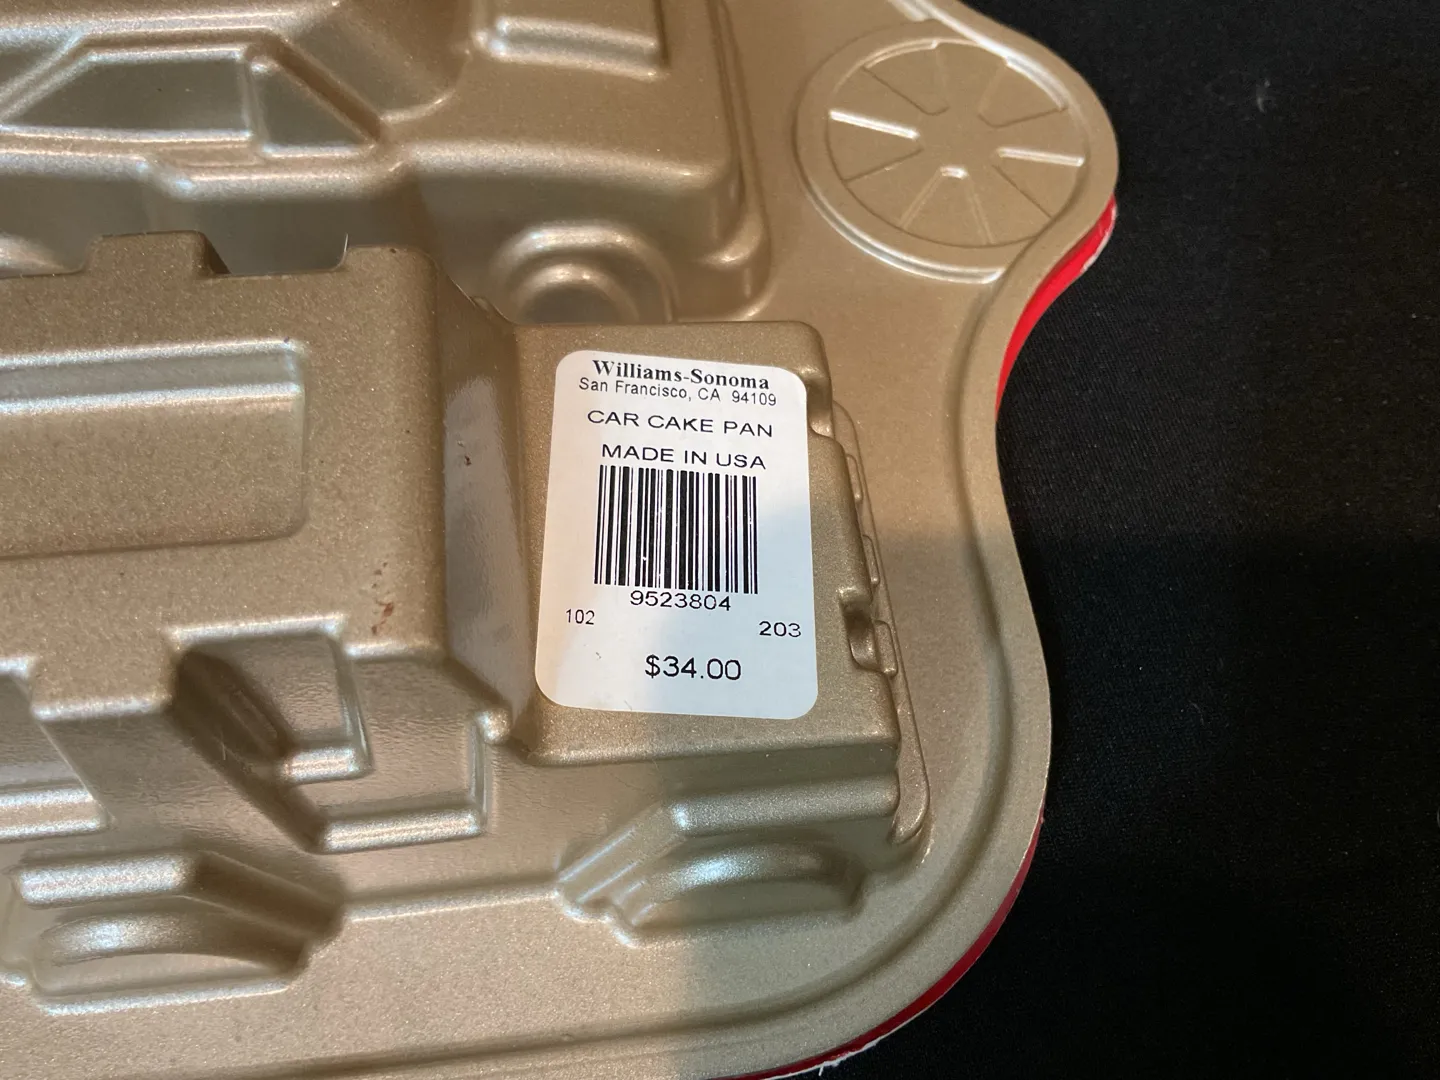 Williams-Sonoma
San Francisco, CA 94109
CAR CAKE PAN
MADE IN USA
9523804
102 203
$34.00